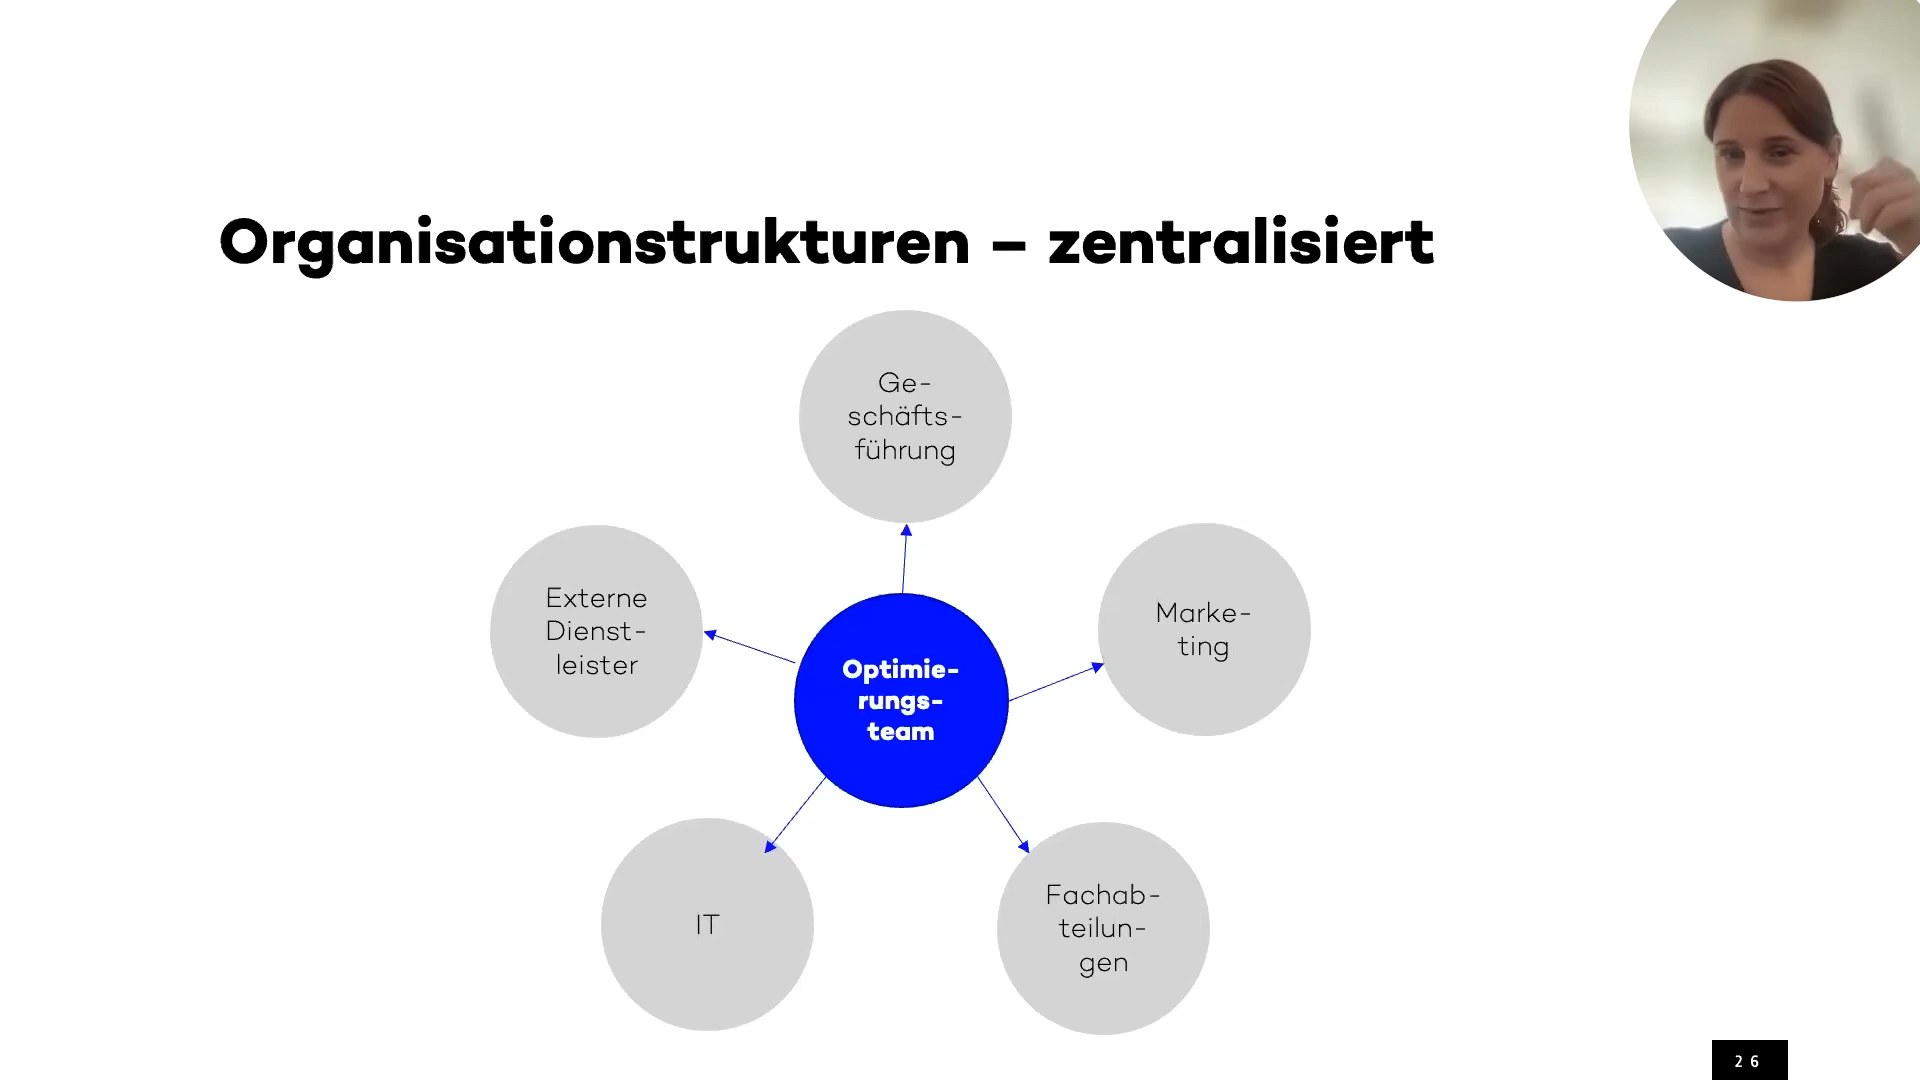 Organisationstrukturen – zentralisiert
Ge-
schäfts-
führung
Externe
Dienst-
leister
Marke-
ting
Optimie-
rungs-
team
IT
Fachab-
teilun-
gen
26